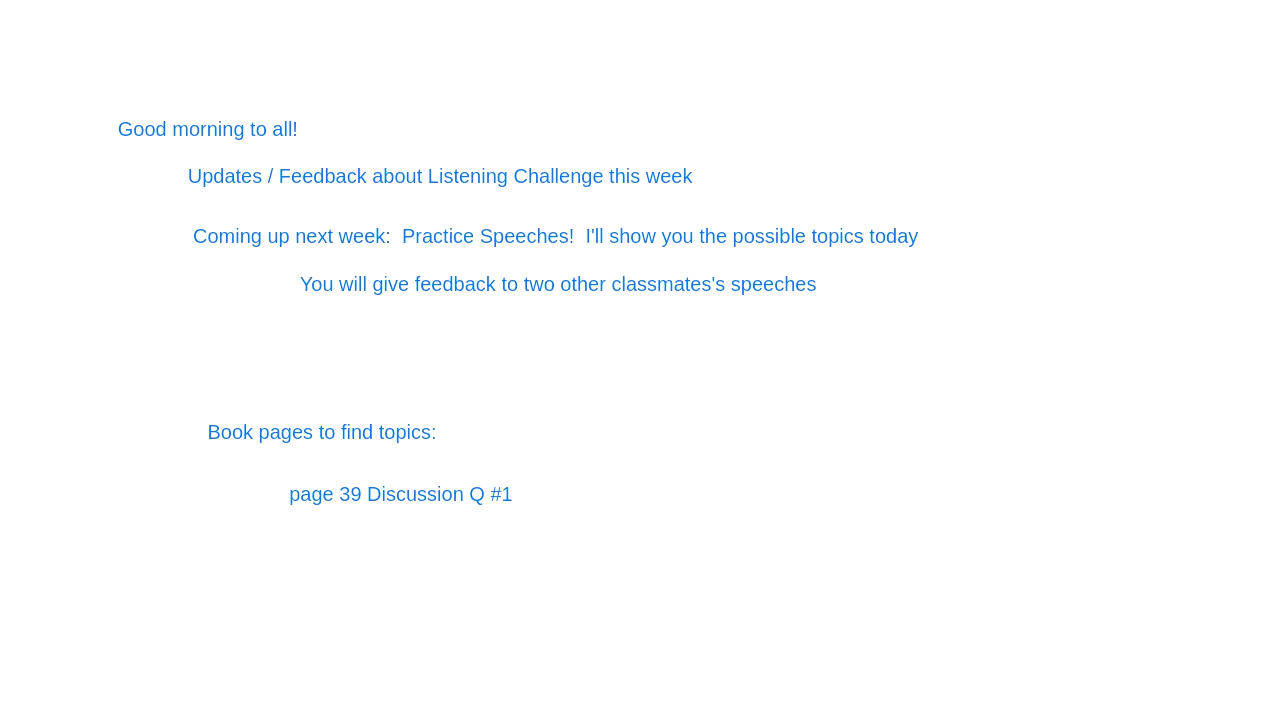 Good morning to all!
Updates / Feedback about Listening Challenge this week
Coming up next week:  Practice Speeches!  I'll show you the possible topics today
You will give feedback to two other classmates's speeches
Book pages to find topics:
page 39 Discussion Q #1